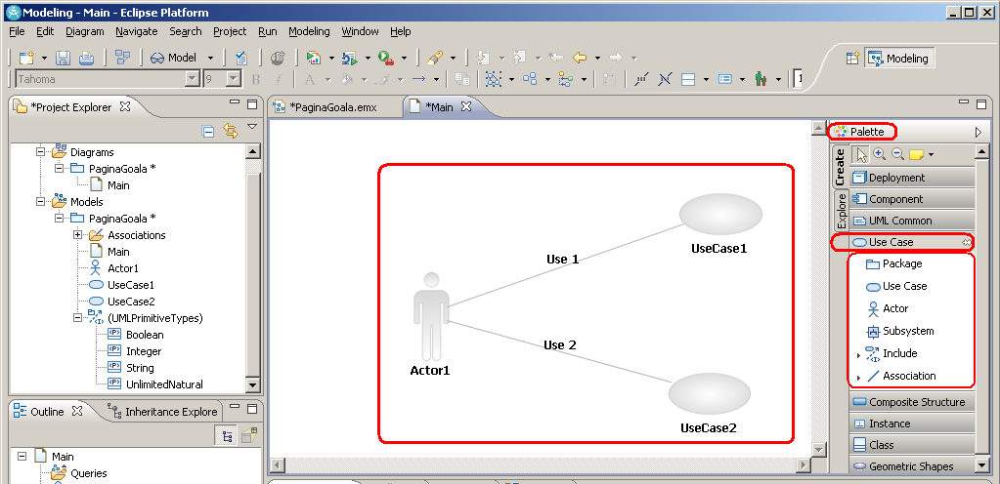 Modeling - Main - Eclipse Platform
File Edit Diagram Navigate Search Project Run Modeling Window Help
Model
Modeling
Tahoma 9 B I A 1
*Project Explorer
Diagrams
PaginaGoala *
Main
Models
PaginaGoala *
Associations
Main
Actor1
UseCase1
UseCase2
(UMLPrimitiveTypes)
Boolean
Integer
String
UnlimitedNatural
Outline Inheritance Explore
Main
Queries
*PaginaGoala.emx *Main
UseCase1
Use 1
Use 2
Actor1
UseCase2
Palette
Create
Explore
Deployment
Component
UML Common
Use Case
Package
Use Case
Actor
Subsystem
Include
Association
Composite Structure
Instance
Class
Geometric Shapes